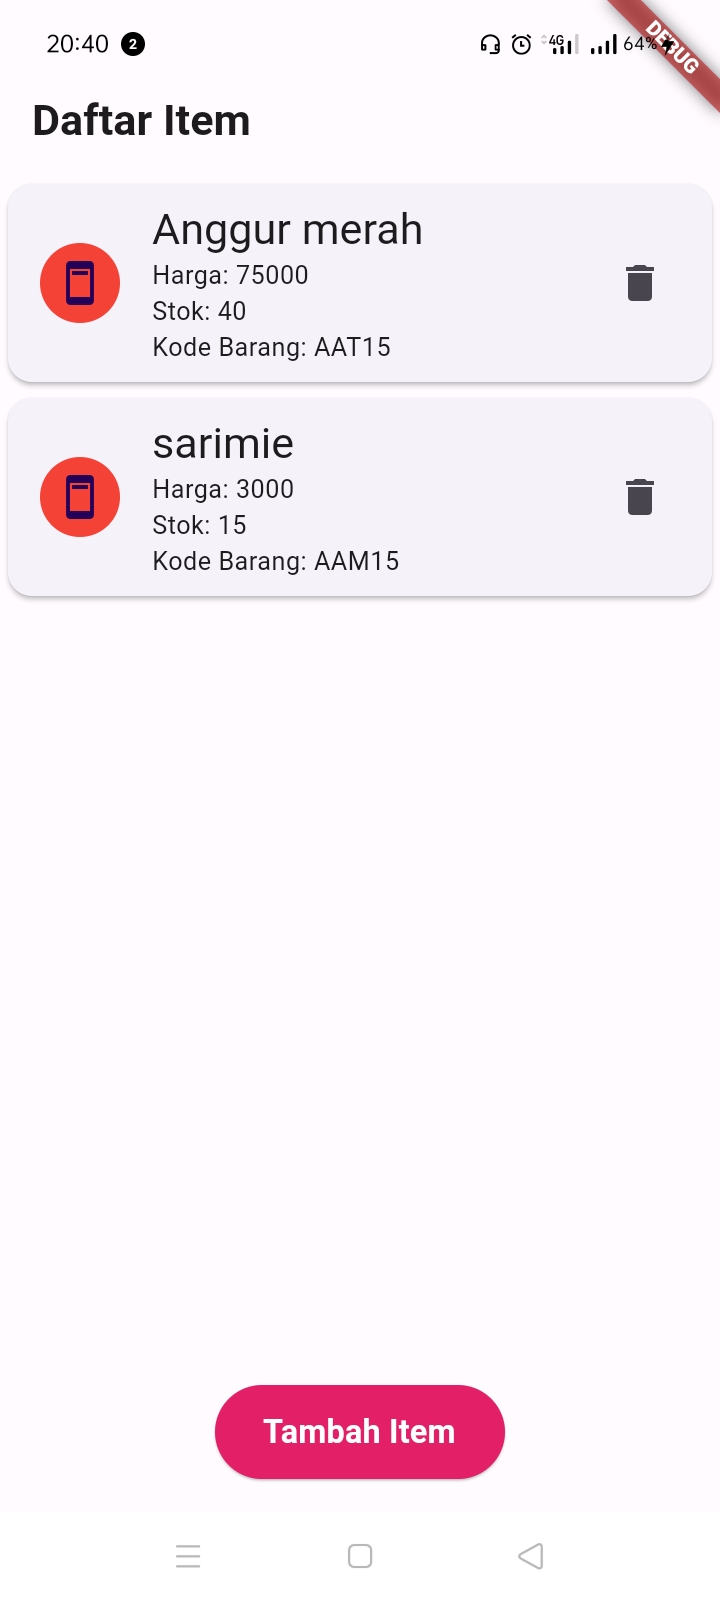 20:40 2 4G 64%
DEBUG
Daftar Item
Anggur merah
Harga: 75000
Stok: 40
Kode Barang: AAT15
sarimie
Harga: 3000
Stok: 15
Kode Barang: AAM15
Tambah Item